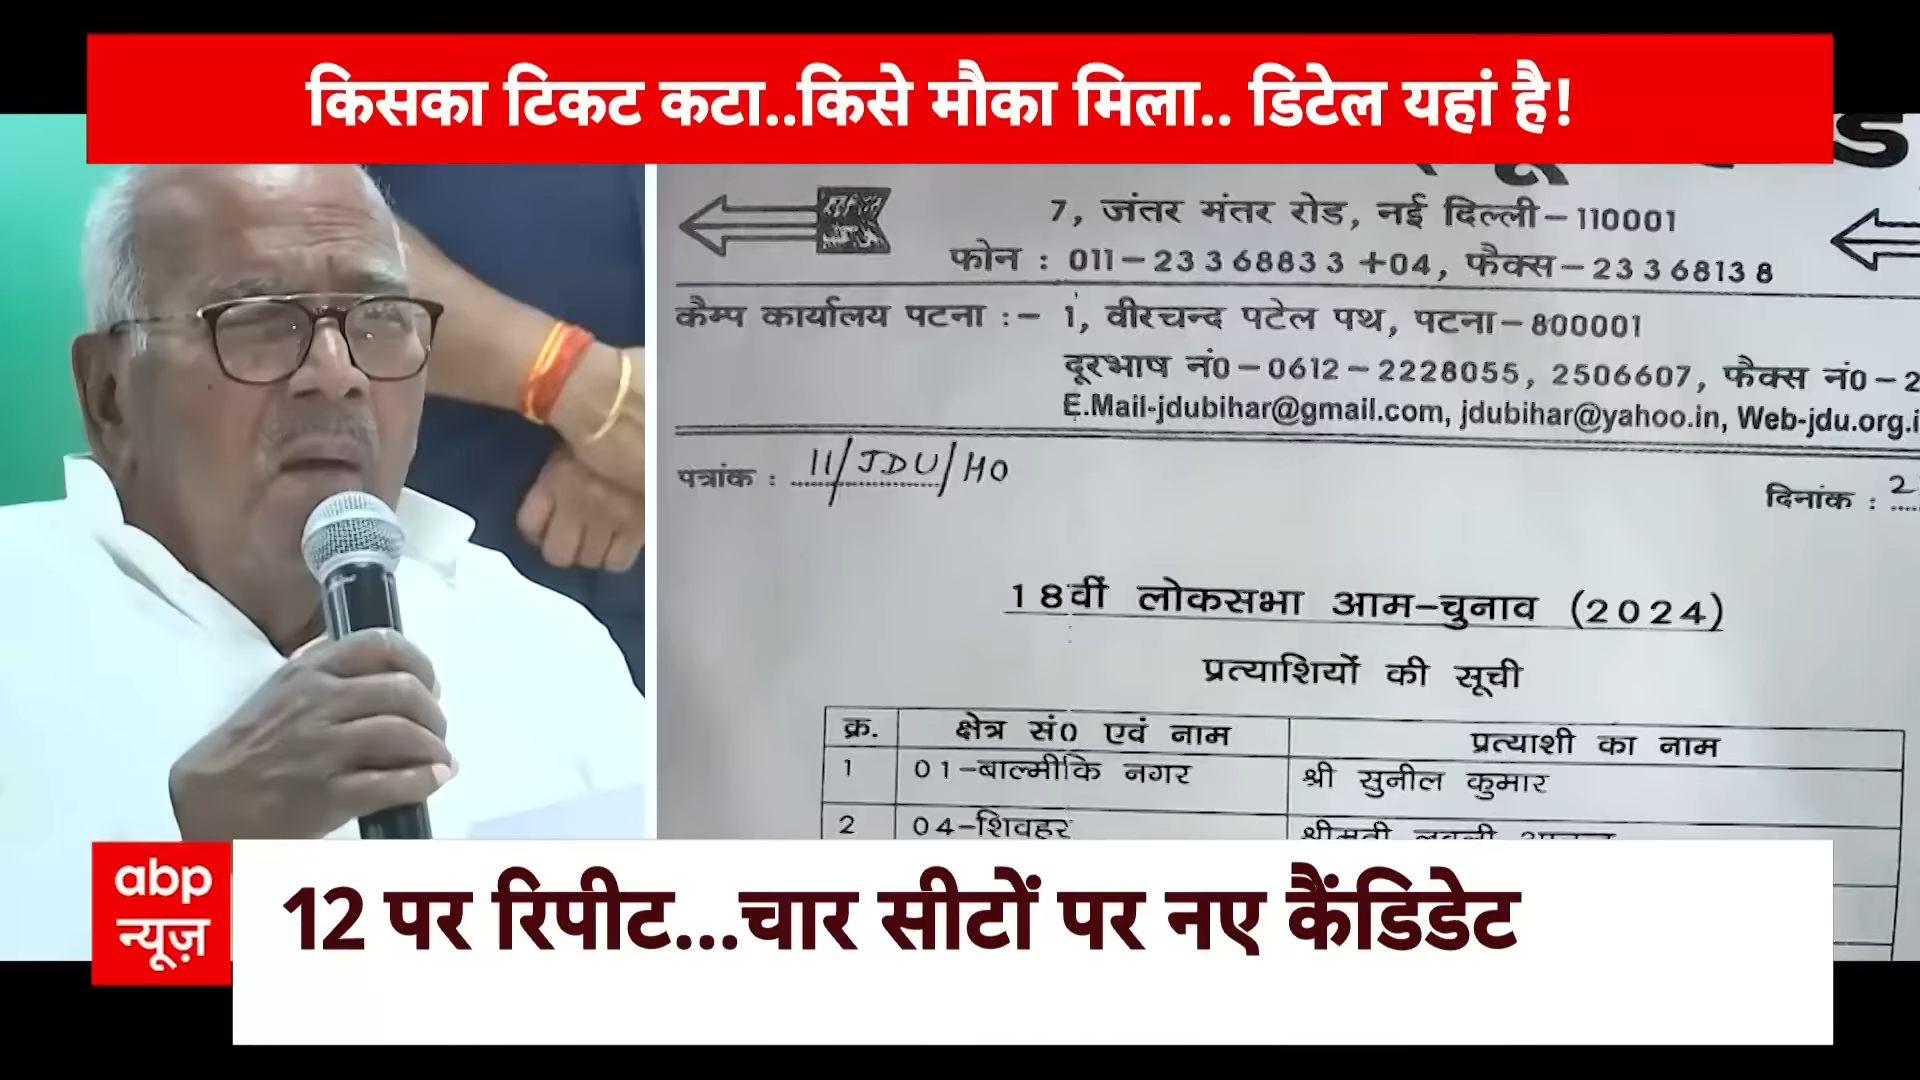 किसका टिकट कटा..किसे मौका मिला.. डिटेल यहां है!
7, जंतर मंतर रोड, नई दिल्ली-110001
फोन : 011-23368833+04, फैक्स-23368138
कैम्प कार्यालय पटना :- 1, वीरचन्द पटेल पथ, पटना-800001
दूरभाष नं0-0612-2228055, 2506607, फैक्स नं0-2
E.Mail-jdubihar@gmail.com, jdubihar@yahoo.in, Web-jdu.org.i
पत्रांक : 11/JDU/HO
दिनांक : 2
18वीं लोकसभा आम-चुनाव (2024)
प्रत्याशियों की सूची
क्र. क्षेत्र सं0 एवं नाम प्रत्याशी का नाम
1 01-बाल्मीकि नगर श्री सुनील कुमार
2 04-शिवहर श्रीमती
abp न्यूज़
12 पर रिपीट...चार सीटों पर नए कैंडिडेट